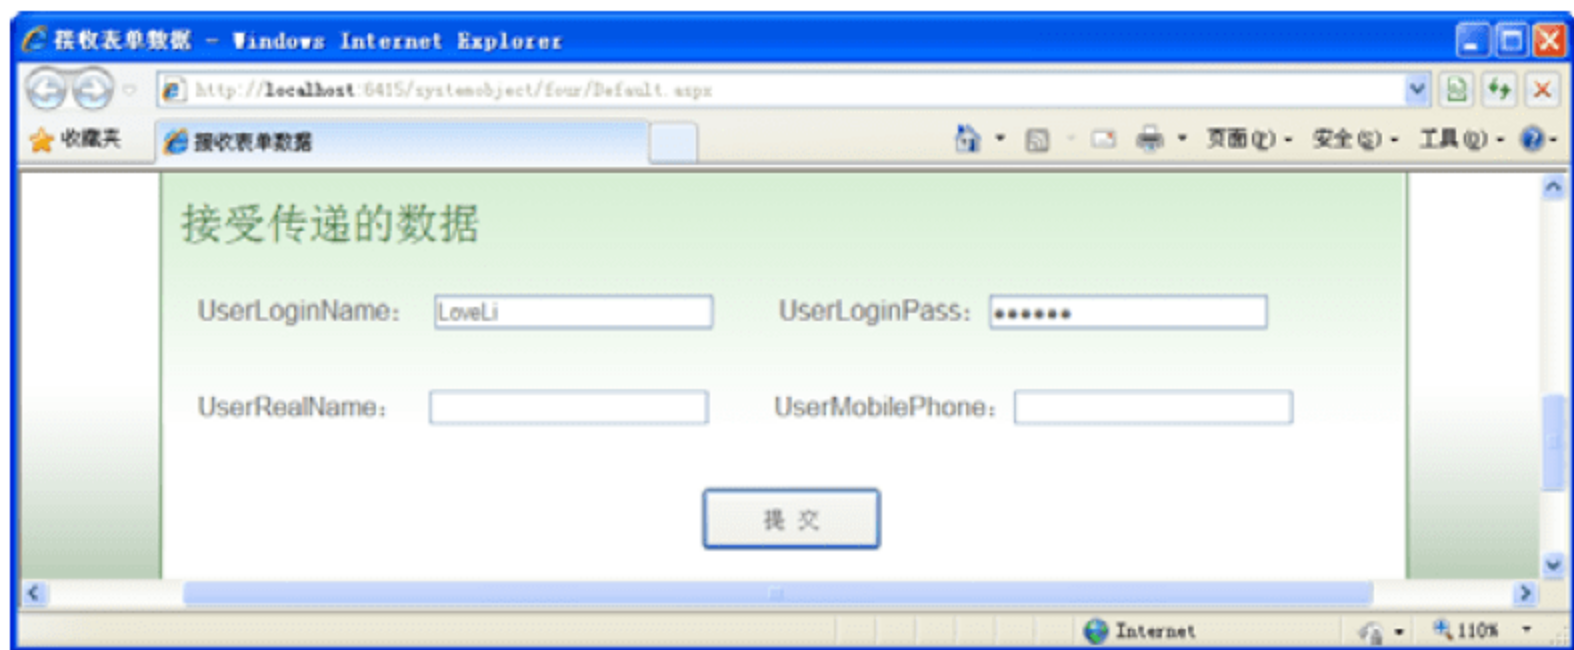 接收表单数据 - Windows Internet Explorer
http://localhost:6415/systemobject/four/Default.aspx
收藏夹 接收表单数据 页面(P) 安全(S) 工具(O)
接受传递的数据
UserLoginName: LoveLi UserLoginPass: ••••••
UserRealName: UserMobilePhone:
提 交
Internet 110%